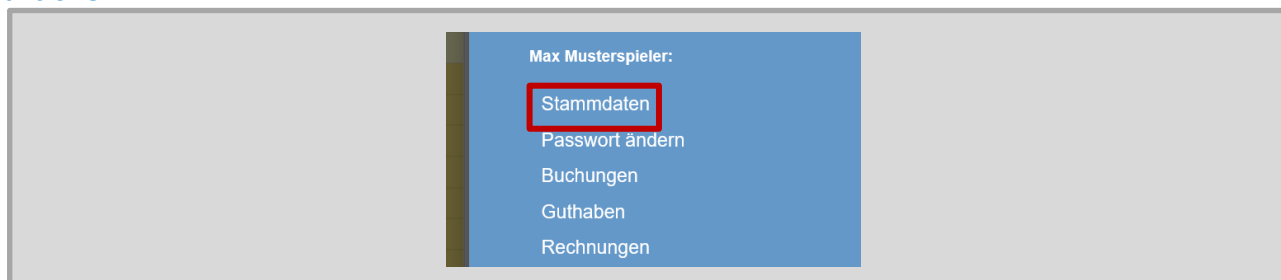 Max Musterspieler:
Stammdaten
Passwort ändern
Buchungen
Guthaben
Rechnungen